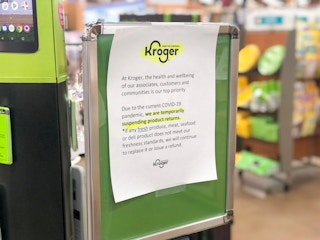 Kroger
At Kroger, the health and wellbeing
of our associates, customers and
communities is our top priority.
Due to the current COVID-19
pandemic, we are temporarily
suspending product returns.
*If any fresh produce, meat, seafood
or deli product does not meet our
freshness standards, we will continue
to replace it or issue a refund.
Kroger